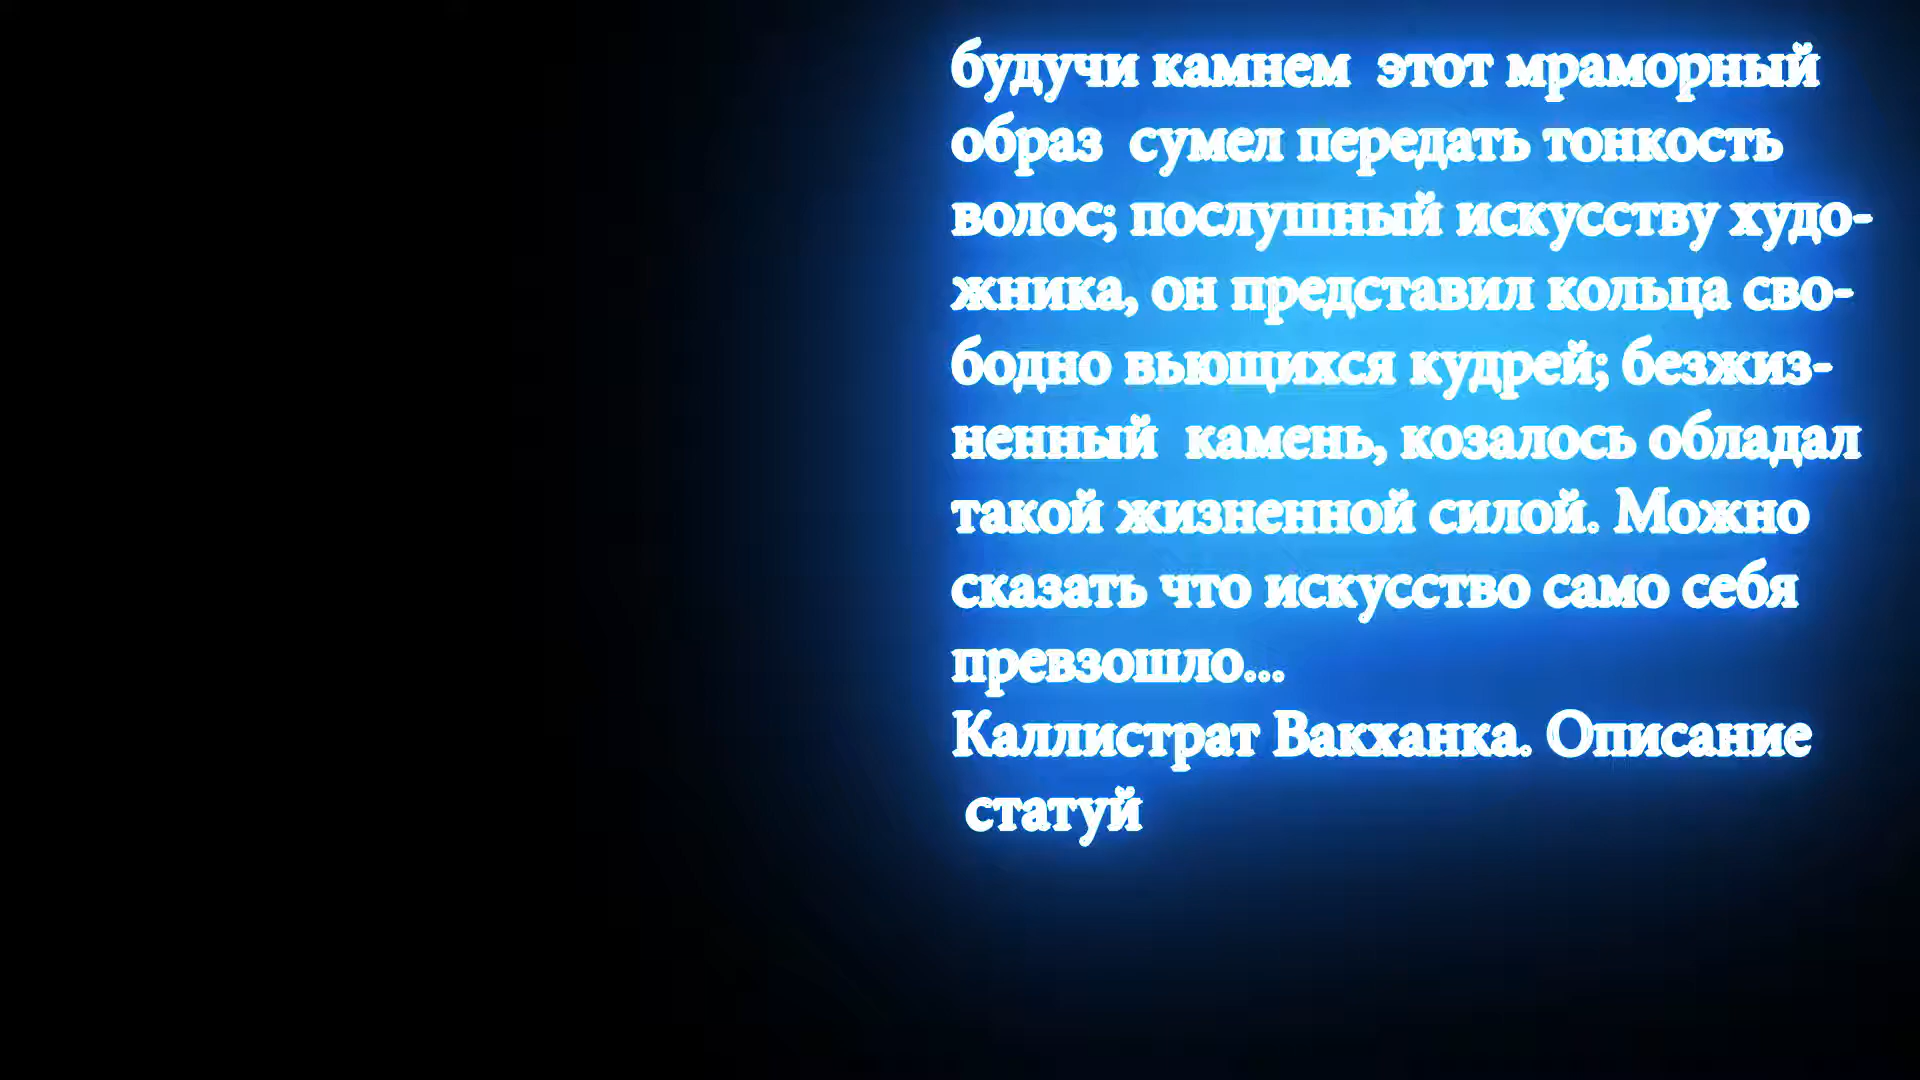 будучи камнем  этот мраморный
образ  сумел передать тонкость
волос; послушный искусству худо-
жника, он представил кольца сво-
бодно вьющихся кудрей; безжиз-
ненный  камень, козалось обладал
такой жизненной силой. Можно
сказать что искусство само себя
превзошло...
Каллистрат Вакханка. Описание
статуй